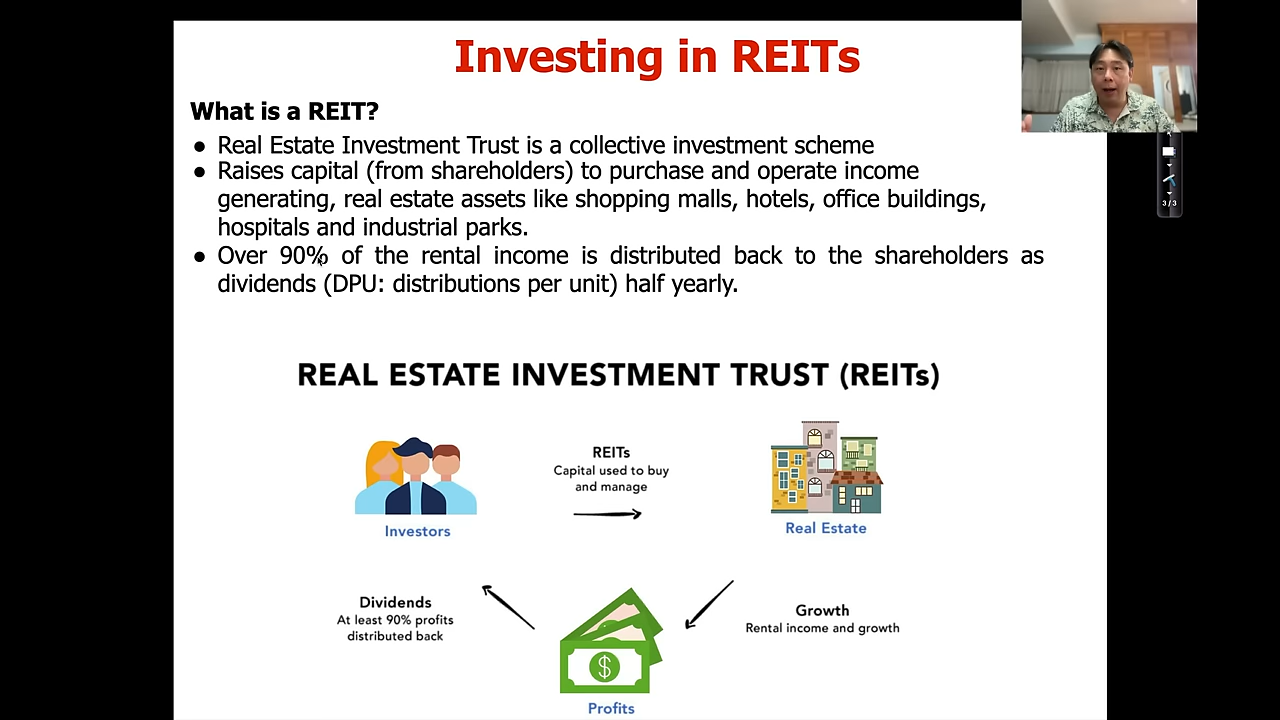 Investing in REITs
What is a REIT?
● Real Estate Investment Trust is a collective investment scheme
● Raises capital (from shareholders) to purchase and operate income
generating, real estate assets like shopping malls, hotels, office buildings,
hospitals and industrial parks.
● Over 90% of the rental income is distributed back to the shareholders as
dividends (DPU: distributions per unit) half yearly.
3 / 3
REAL ESTATE INVESTMENT TRUST (REITs)
REITs
Capital used to buy
and manage
Investors
Real Estate
Dividends
At least 90% profits
distributed back
Growth
Rental income and growth
$
Profits